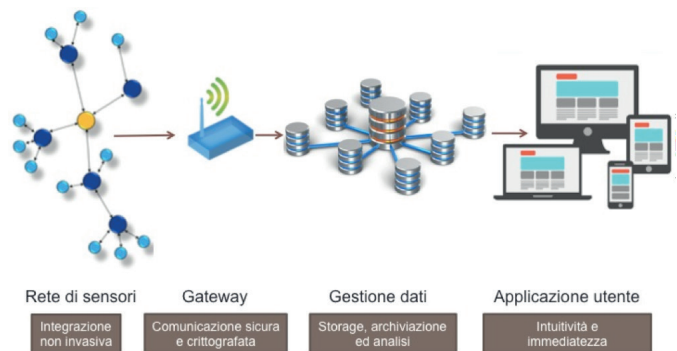 Rete di sensori
Gateway
Gestione dati
Applicazione utente
Integrazione
non invasiva
Comunicazione sicura
e crittografata
Storage, archiviazione
ed analisi
Intuitività e
immediatezza